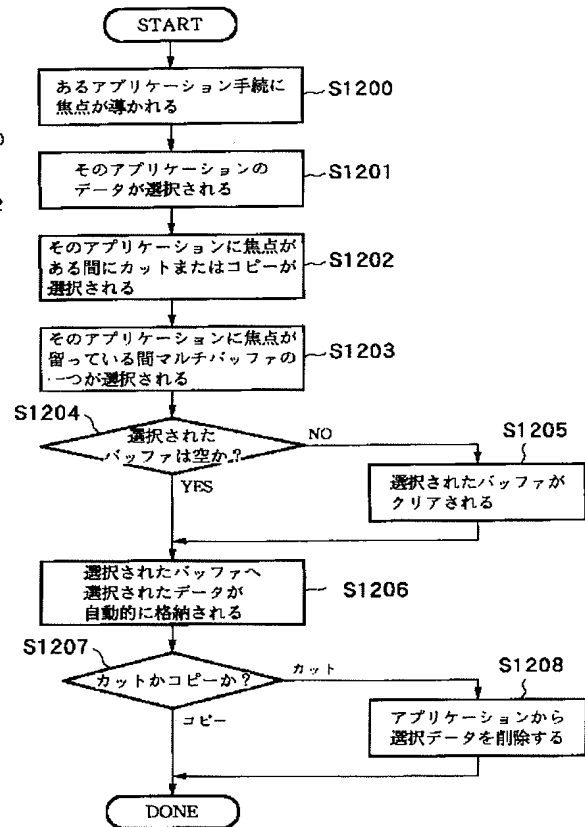 START
あるアプリケーション手続に
焦点が導かれる
S1200
そのアプリケーションの
データが選択される
S1201
そのアプリケーションに焦点が
ある間にカットまたはコピーが
選択される
S1202
そのアプリケーションに焦点が
留っている間マルチバッファの
一つが選択される
S1203
S1204
選択された
バッファは空か?
NO
YES
S1205
選択されたバッファが
クリアされる
選択されたバッファへ
選択されたデータが
自動的に格納される
S1206
S1207
カットかコピーか?
カット
コピー
S1208
アプリケーションから
選択データを削除する
DONE